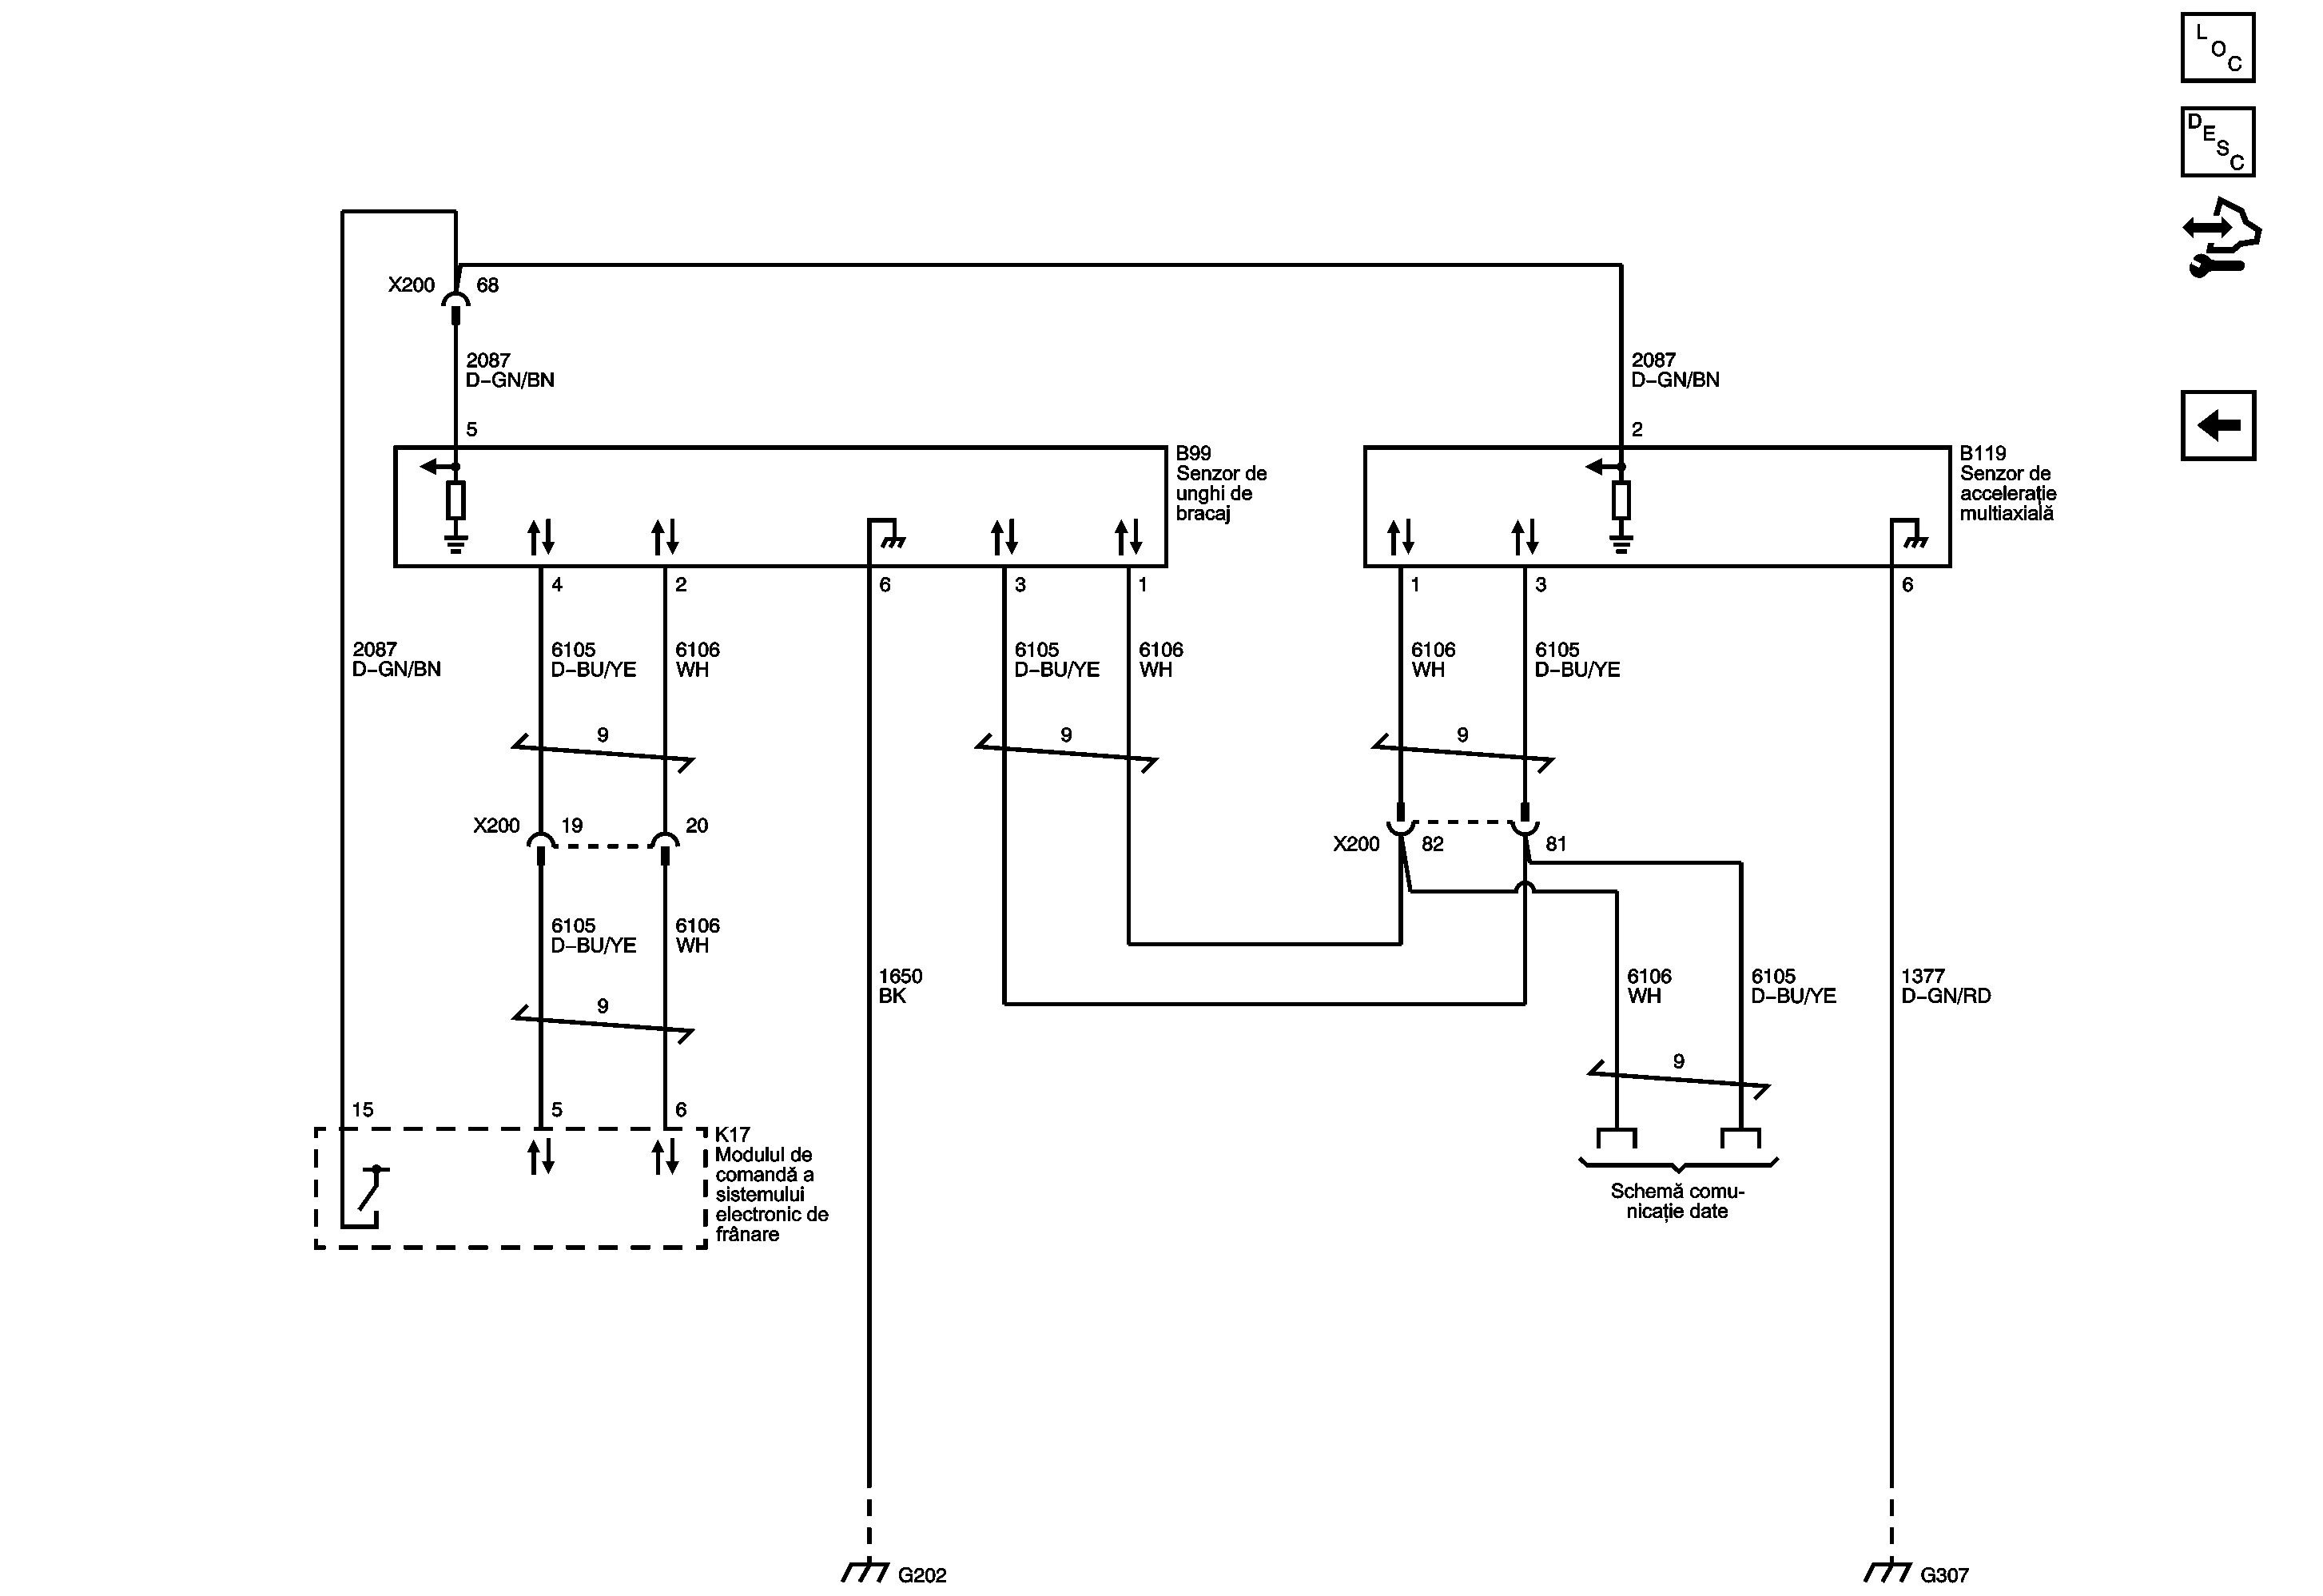 L
O
C
D
E
S
C
X200
68
2087
D–GN/BN
2087
D–GN/BN
5
2
B99
Senzor de
unghi de
bracaj
B119
Senzor de
accelerație
multiaxială
4
2
6
3
1
1
3
6
2087
D–GN/BN
6105
D–BU/YE
6106
WH
6105
D–BU/YE
6106
WH
6106
WH
6105
D–BU/YE
9
9
9
X200
19
20
X200
82
81
6105
D–BU/YE
6106
WH
1650
BK
6106
WH
6105
D–BU/YE
1377
D–GN/RD
9
9
15
5
6
K17
Modulul de
comandă a
sistemului
electronic de
frânare
Schemă comu-
nicație date
G202
G307